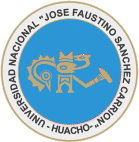 UNIVERSIDAD NACIONAL "JOSE FAUSTINO SANCHEZ CARRION"
- HUACHO -